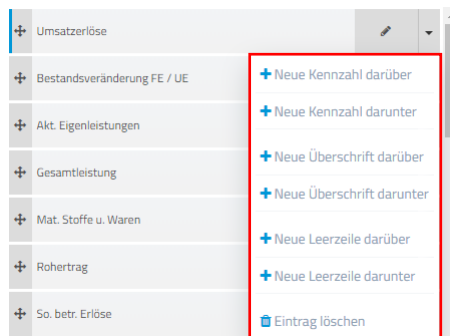 Umsatzerlöse
Bestandsveränderung FE / UE
Akt. Eigenleistungen
Gesamtleistung
Mat. Stoffe u. Waren
Rohertrag
So. betr. Erlöse
Neue Kennzahl darüber
Neue Kennzahl darunter
Neue Überschrift darüber
Neue Überschrift darunter
Neue Leerzeile darüber
Neue Leerzeile darunter
Eintrag löschen